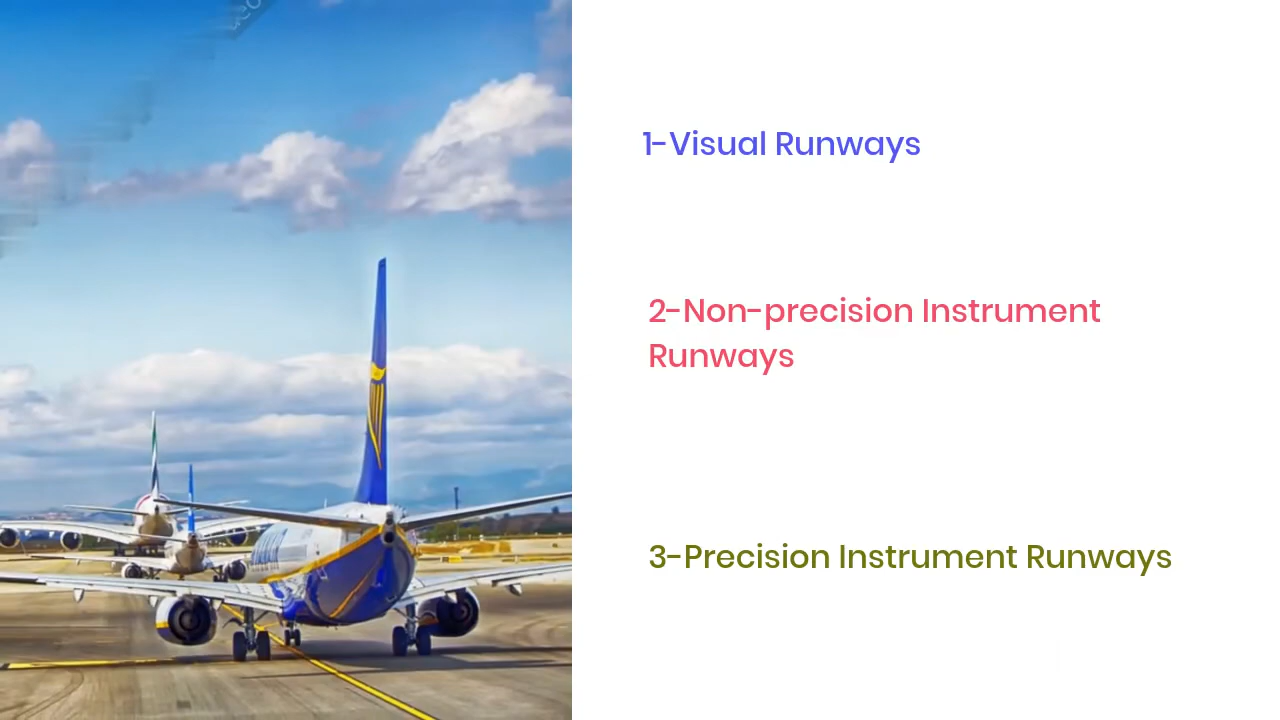 1-Visual Runways
2-Non-precision Instrument
Runways
3-Precision Instrument Runways